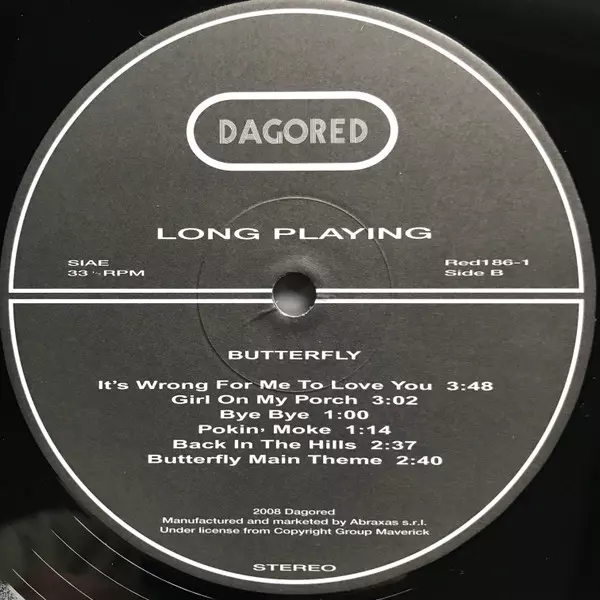 DAGORED
LONG PLAYING
SIAE
33 ⅓ RPM
Red186-1
Side B
BUTTERFLY
It's Wrong For Me To Love You 3:48
Girl On My Porch 3:02
Bye Bye 1:00
Pokin, Moke 1:14
Back In The Hills 2:37
Butterfly Main Theme 2:40
2008 Dagored
Manufactured and marketed by Abraxas s.r.l.
Under license from Copyright Group Maverick
STEREO